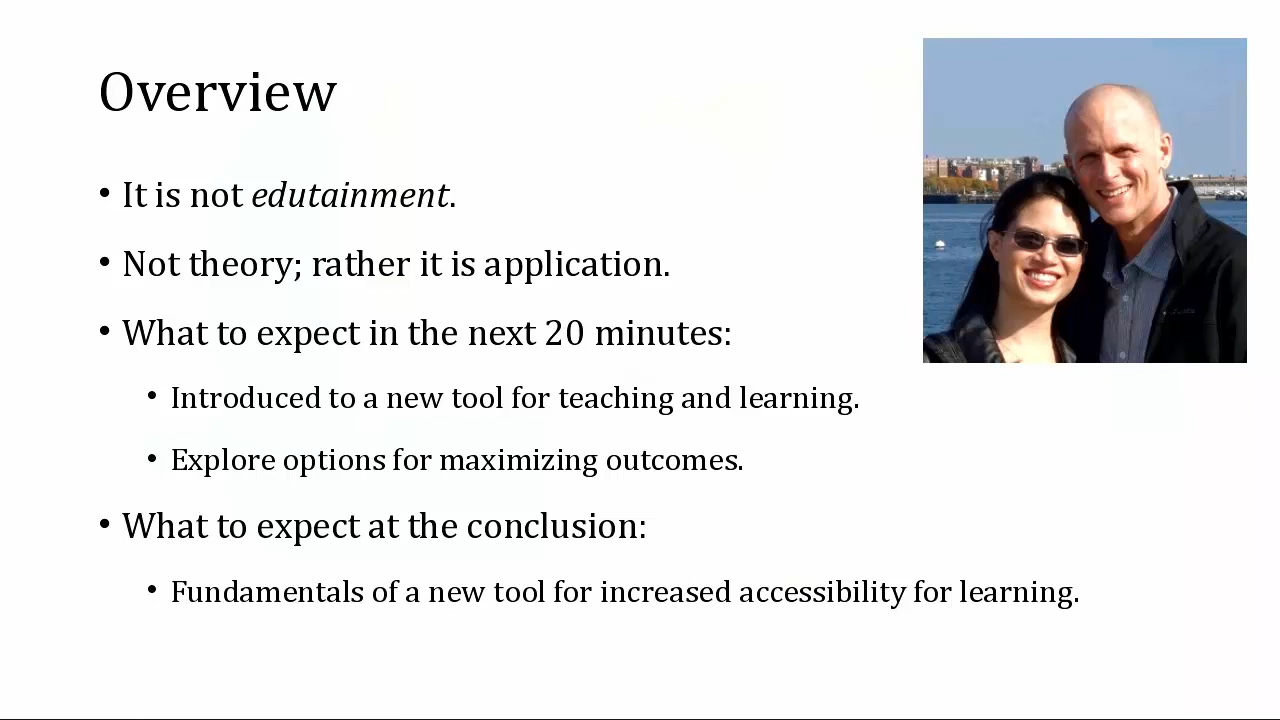 Overview
• It is not edutainment.
• Not theory; rather it is application.
• What to expect in the next 20 minutes:
• Introduced to a new tool for teaching and learning.
• Explore options for maximizing outcomes.
• What to expect at the conclusion:
• Fundamentals of a new tool for increased accessibility for learning.